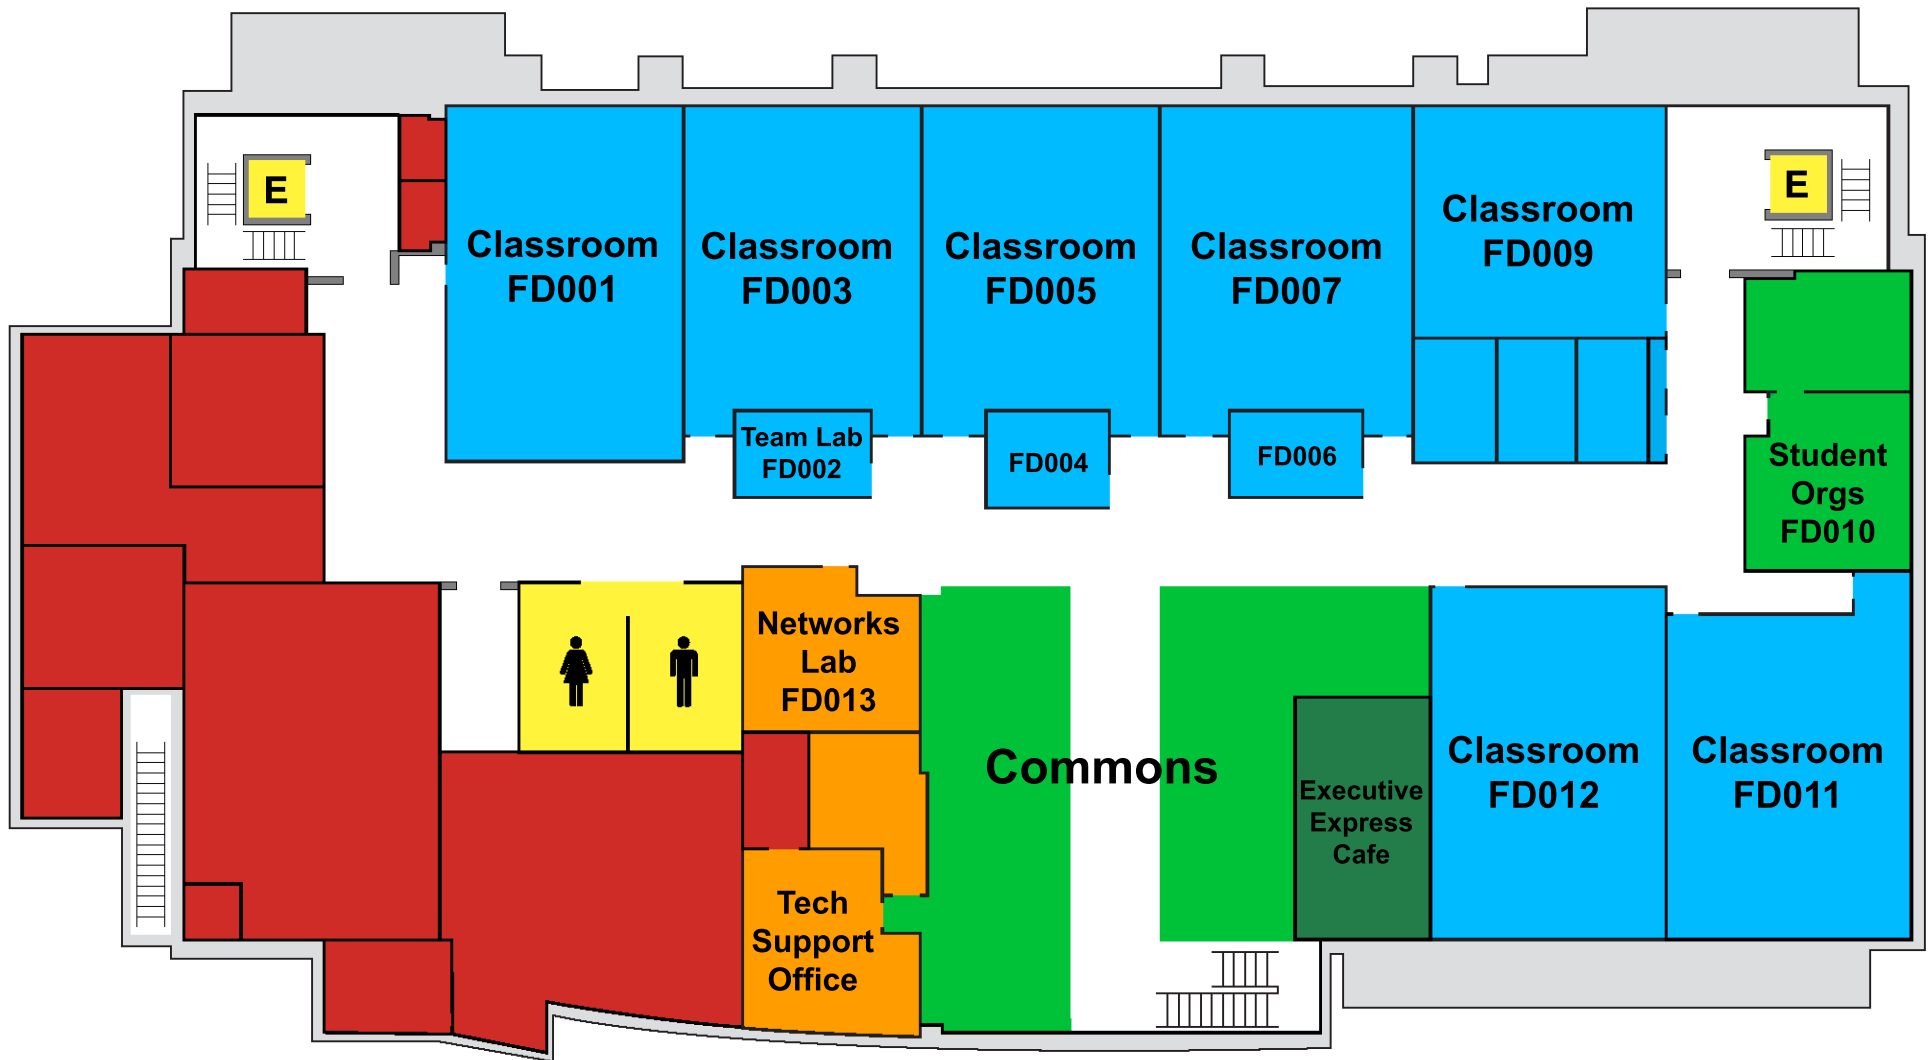 E
E
Classroom
FD001
Classroom
FD003
Classroom
FD005
Classroom
FD007
Classroom
FD009
Team Lab
FD002
FD004
FD006
Student
Orgs
FD010
Networks
Lab
FD013
Commons
Executive
Express
Cafe
Classroom
FD012
Classroom
FD011
Tech
Support
Office